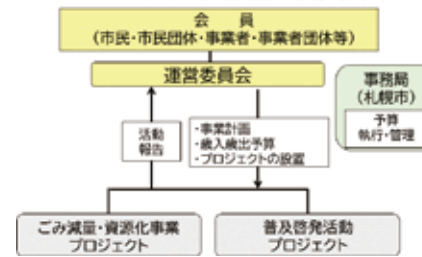 会　員
(市民・市民団体・事業者・事業者団体等)
運営委員会
事務局
(札幌市)
予算
執行・管理
活動
報告
・事業計画
・歳入歳出予算
・プロジェクトの設置
ごみ減量・資源化事業
プロジェクト
普及啓発活動
プロジェクト